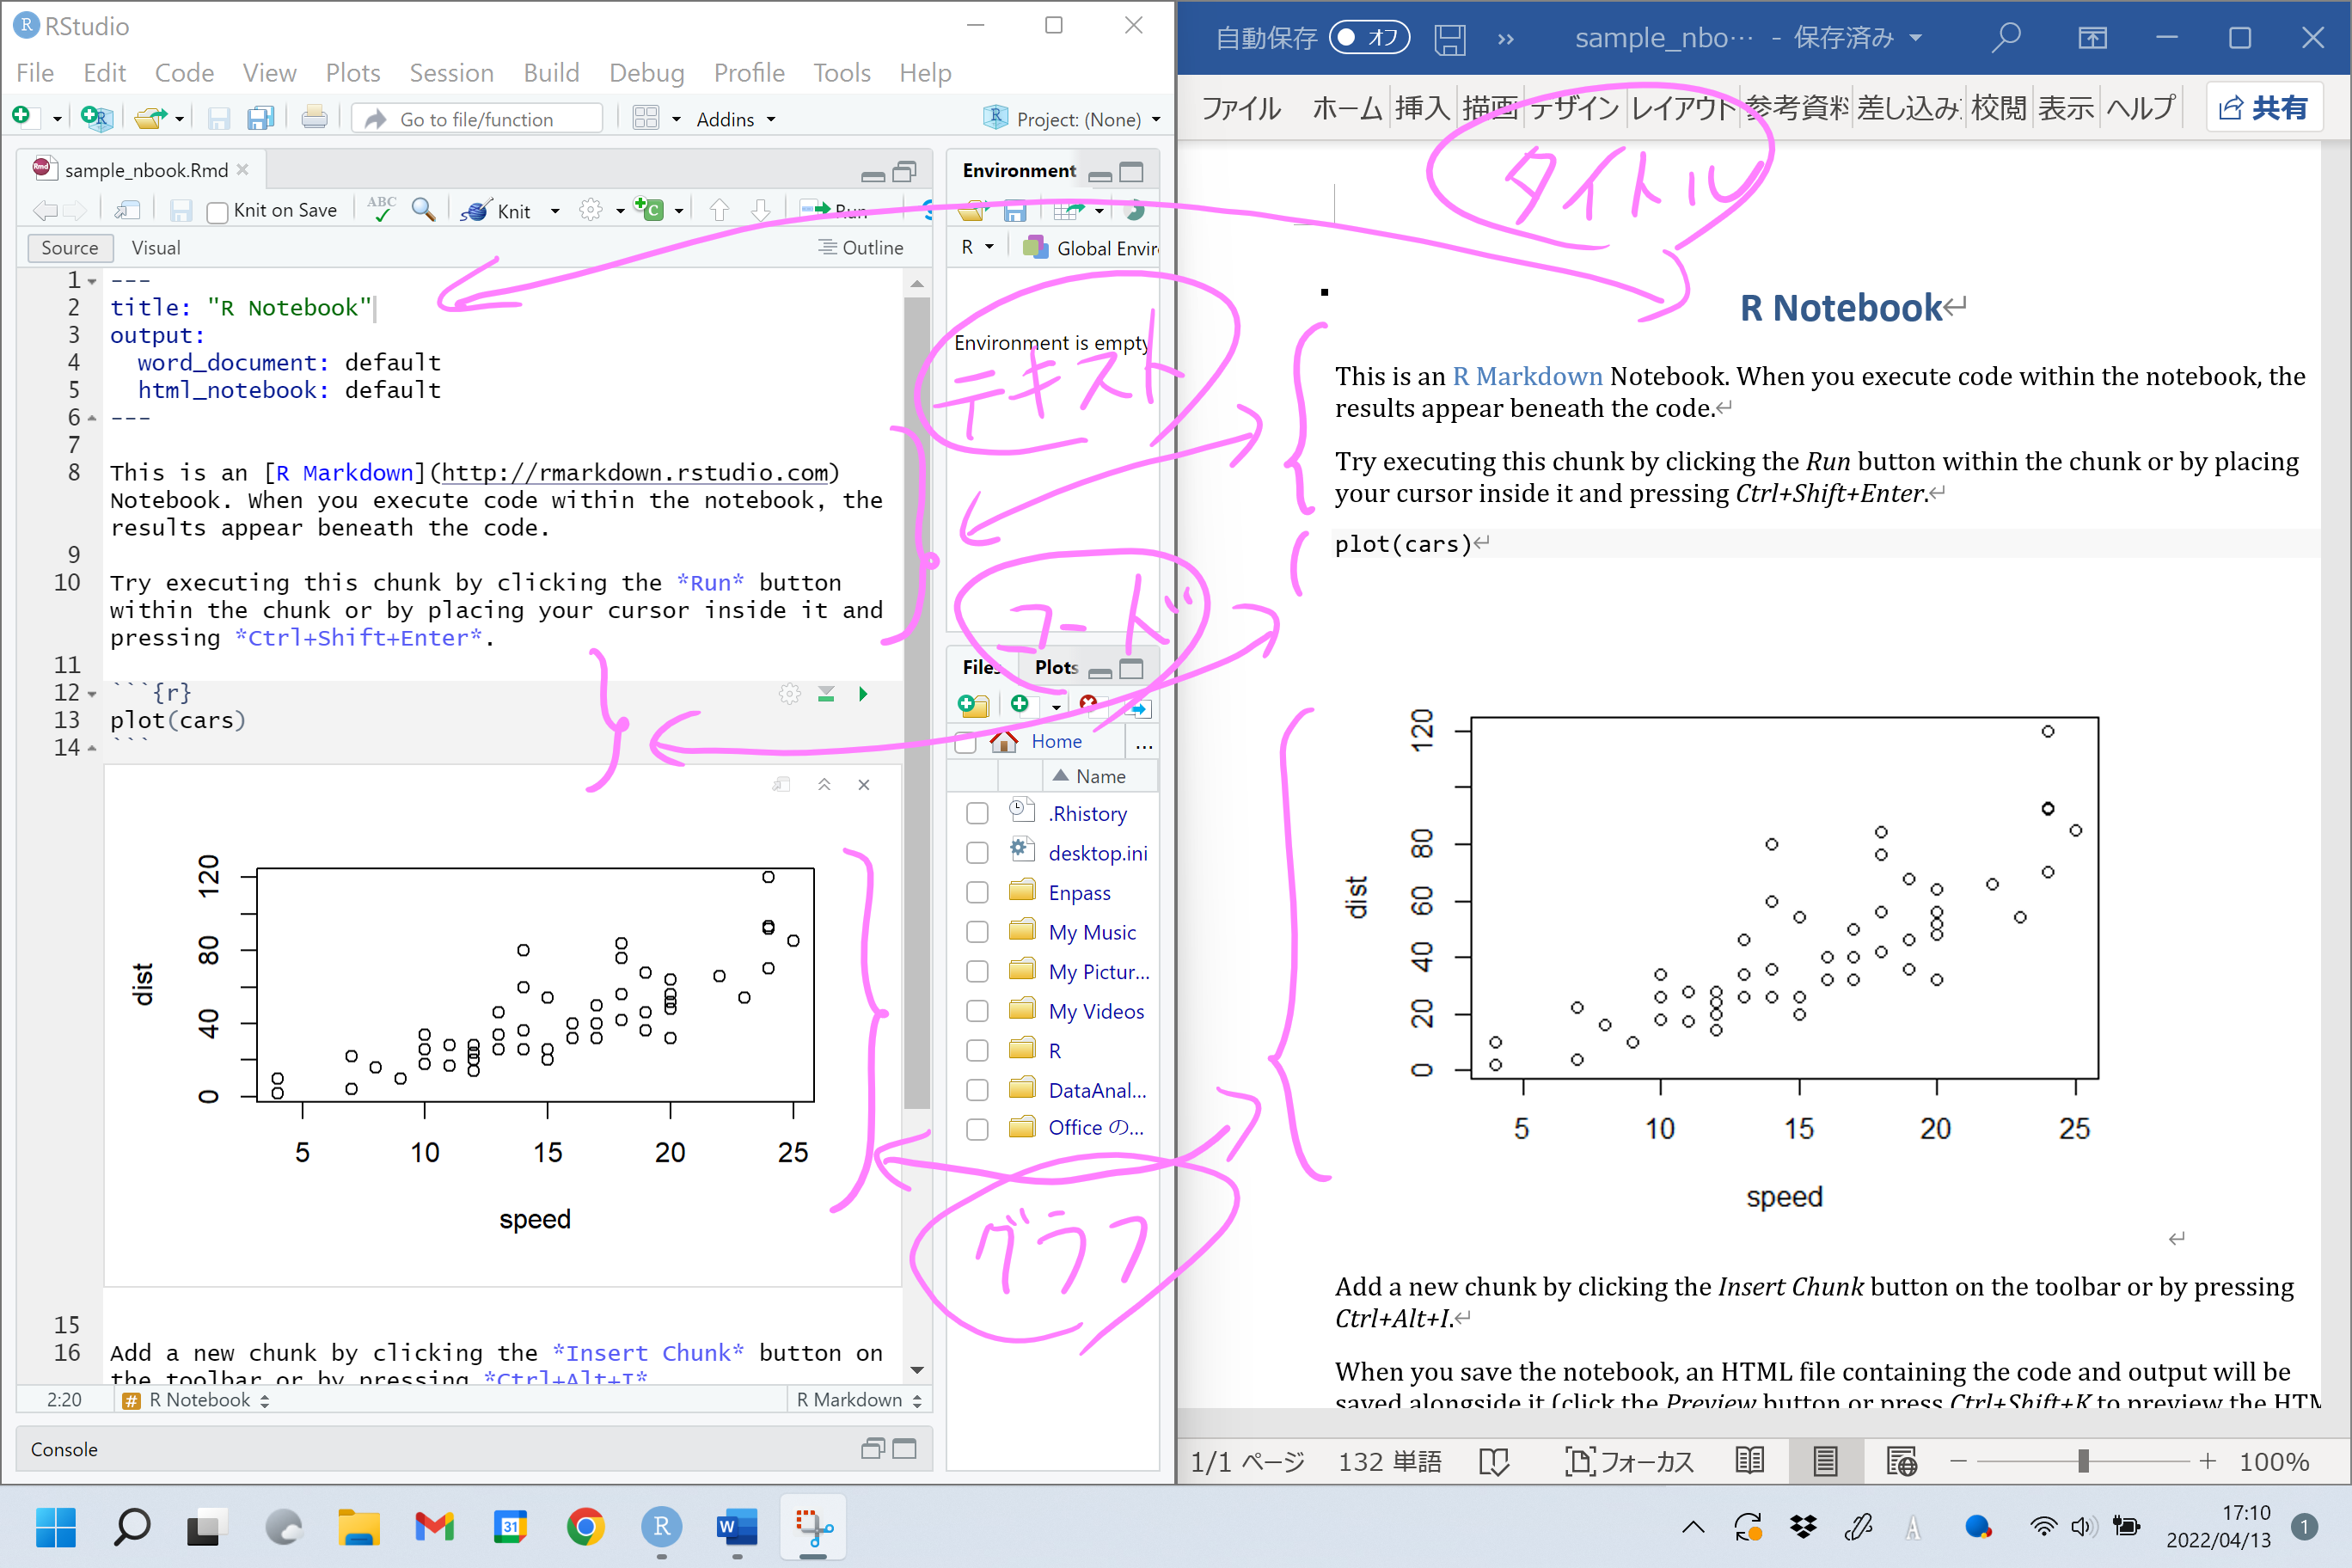 RStudio
File Edit Code View Plots Session Build Debug Profile Tools Help
Go to file/function Addins Project: (None)
sample_nbook.Rmd
Knit on Save Knit Run
Source Visual Outline
1 ---
2 title: "R Notebook"
3 output:
4 word_document: default
5 html_notebook: default
6 ---
7
8 This is an [R Markdown](http://rmarkdown.rstudio.com)
Notebook. When you execute code within the notebook, the
results appear beneath the code.
9
10 Try executing this chunk by clicking the *Run* button
within the chunk or by placing your cursor inside it and
pressing *Ctrl+Shift+Enter*.
11
12 ```{r}
13 plot(cars)
14 ```
120
80
40
0
dist
5 10 15 20 25
speed
15
16 Add a new chunk by clicking the *Insert Chunk* button on
the toolbar or by pressing *Ctrl+Alt+I*
2:20 R Notebook R Markdown
Console
Environment
R Global Envir
Environment is empty
テキスト
コード
Files Plots
Home ...
Name
.Rhistory
desktop.ini
Enpass
My Music
My Pictur...
My Videos
R
DataAnal...
Office の...
グラフ
自動保存 オフ sample_nbo… - 保存済み
ファイル ホーム 挿入 描画 デザイン レイアウト 参考資料 差し込み 校閲 表示 ヘルプ 共有
タイトル
R Notebook↵
This is an R Markdown Notebook. When you execute code within the notebook, the
results appear beneath the code.↵
Try executing this chunk by clicking the Run button within the chunk or by placing
your cursor inside it and pressing Ctrl+Shift+Enter.↵
plot(cars)↵
120
80
60
40
20
0
dist
5 10 15 20 25
speed
↵
Add a new chunk by clicking the Insert Chunk button on the toolbar or by pressing
Ctrl+Alt+I.↵
When you save the notebook, an HTML file containing the code and output will be
saved alongside it (click the Preview button or press Ctrl+Shift+K to preview the HTM
1/1 ページ 132 単語 フォーカス 100%
31
17:10
2022/04/13
1